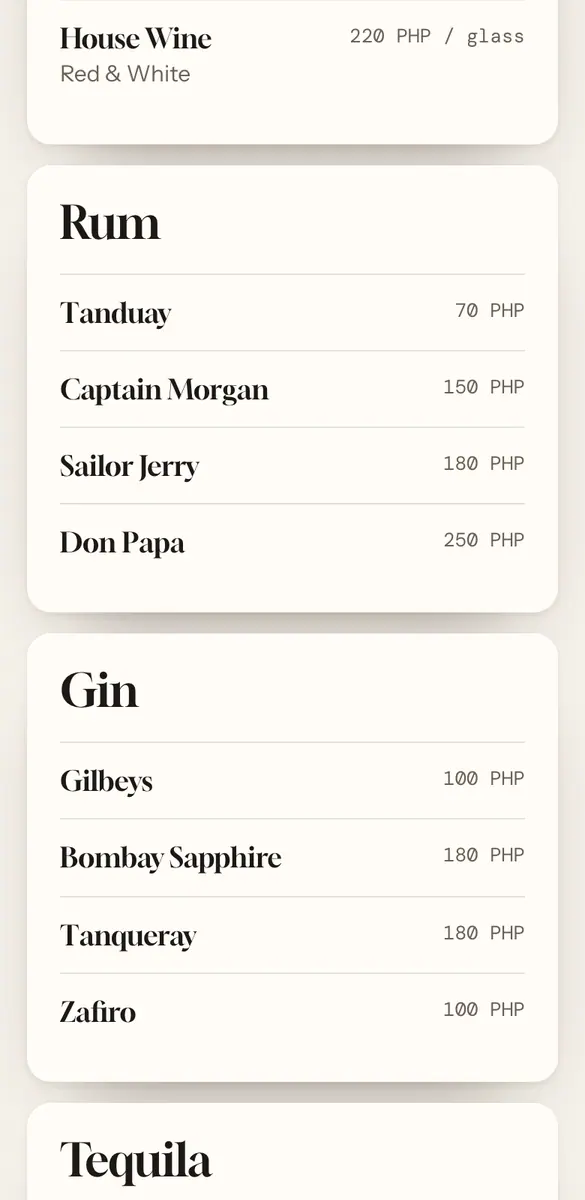 House Wine 220 PHP / glass
Red & White
Rum
Tanduay 70 PHP
Captain Morgan 150 PHP
Sailor Jerry 180 PHP
Don Papa 250 PHP
Gin
Gilbeys 100 PHP
Bombay Sapphire 180 PHP
Tanqueray 180 PHP
Zafiro 100 PHP
Tequila